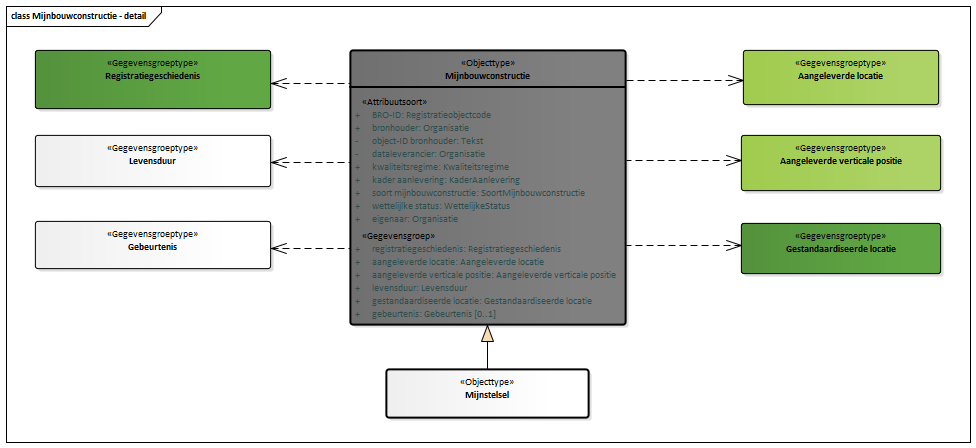 class Mijnbouwconstructie - detail
«Gegevensgroeptype»
Registratiegeschiedenis
«Gegevensgroeptype»
Levensduur
«Gegevensgroeptype»
Gebeurtenis
«Objecttype»
Mijnbouwconstructie
«Attribuutsoort»
+ BRO-ID: Registratieobjectcode
+ bronhouder: Organisatie
- object-ID bronhouder: Tekst
- dataleverancier: Organisatie
+ kwaliteitsregime: Kwaliteitsregime
+ kader aanlevering: KaderAanlevering
+ soort mijnbouwconstructie: SoortMijnbouwconstructie
+ wettelijke status: WettelijkeStatus
+ eigenaar: Organisatie
«Gegevensgroep»
+ registratiegeschiedenis: Registratiegeschiedenis
+ aangeleverde locatie: Aangeleverde locatie
+ aangeleverde verticale positie: Aangeleverde verticale positie
+ levensduur: Levensduur
+ gestandaardiseerde locatie: Gestandaardiseerde locatie
+ gebeurtenis: Gebeurtenis [0..1]
«Gegevensgroeptype»
Aangeleverde locatie
«Gegevensgroeptype»
Aangeleverde verticale positie
«Gegevensgroeptype»
Gestandaardiseerde locatie
«Objecttype»
Mijnstelsel